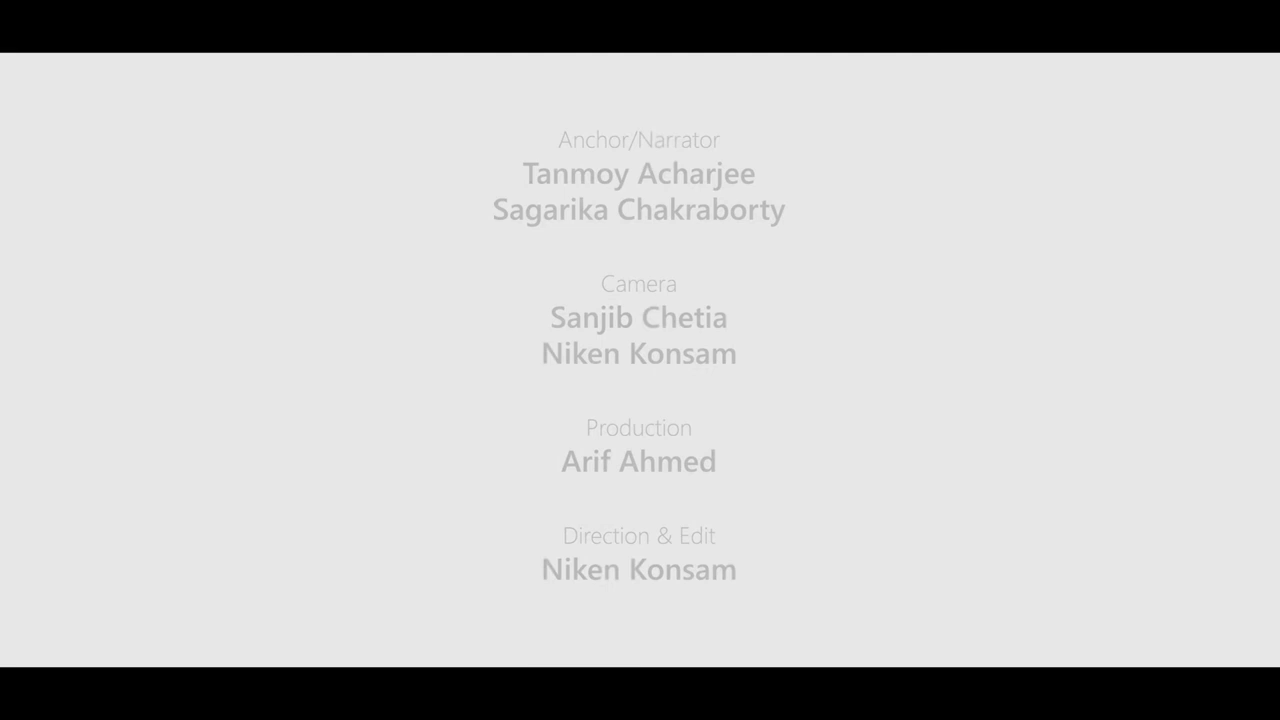 Anchor/Narrator
Tanmoy Acharjee
Sagarika Chakraborty
Camera
Sanjib Chetia
Niken Konsam
Production
Arif Ahmed
Direction & Edit
Niken Konsam